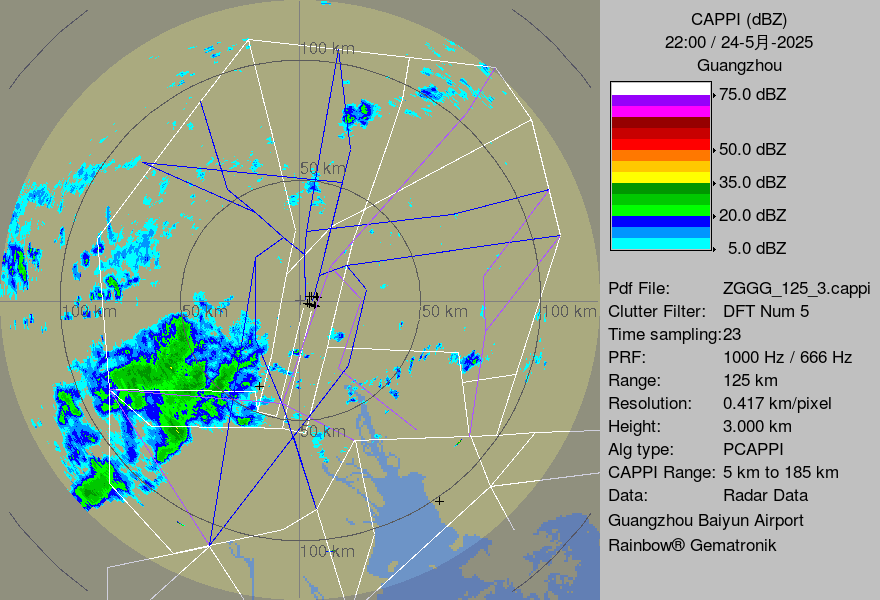 100 km
50 km
100 km
50 km
50 km
100 km
50 km
100 km
CAPPI (dBZ)
22:00 / 24-5月-2025
Guangzhou
75.0 dBZ
50.0 dBZ
35.0 dBZ
20.0 dBZ
5.0 dBZ
Pdf File: ZGGG_125_3.cappi
Clutter Filter: DFT Num 5
Time sampling:23
PRF: 1000 Hz / 666 Hz
Range: 125 km
Resolution: 0.417 km/pixel
Height: 3.000 km
Alg type: PCAPPI
CAPPI Range: 5 km to 185 km
Data: Radar Data
Guangzhou Baiyun Airport
Rainbow® Gematronik